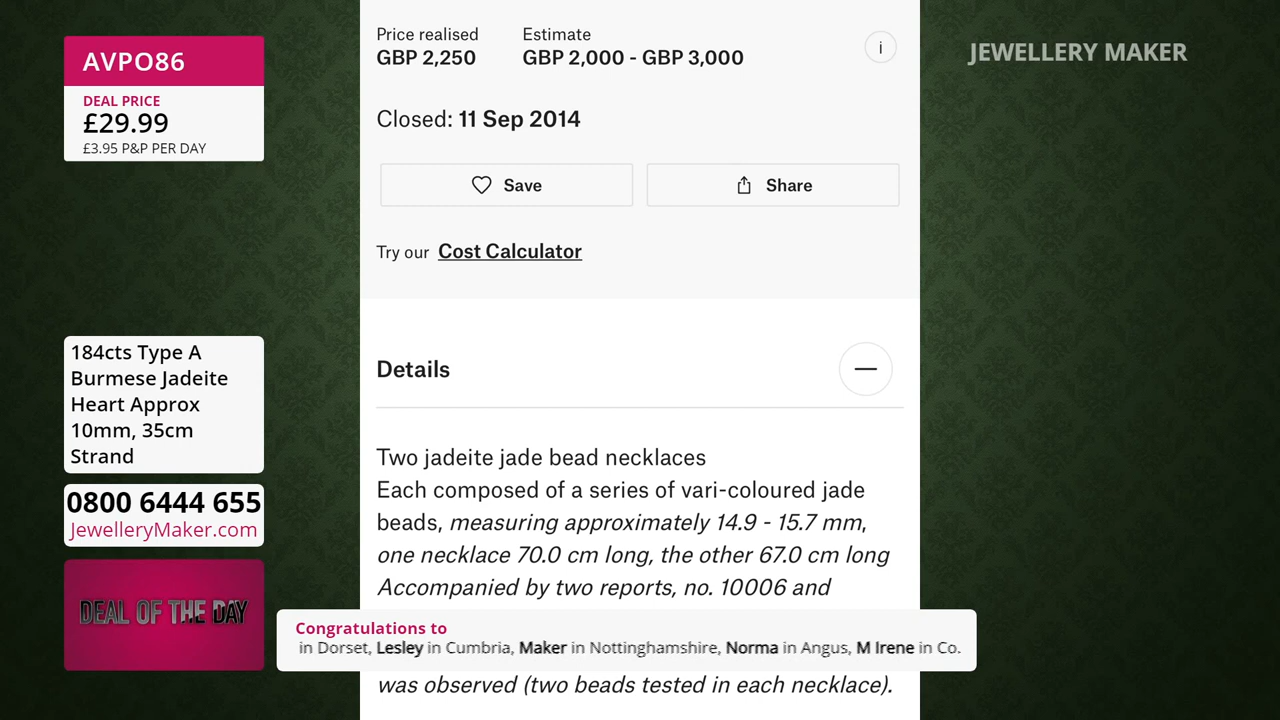 AVPO86
DEAL PRICE
£29.99
£3.95 P&P PER DAY
Price realised
GBP 2,250
Estimate
GBP 2,000 - GBP 3,000
i
JEWELLERY MAKER
Closed: 11 Sep 2014
Save
Share
Try our Cost Calculator
Details
Two jadeite jade bead necklaces
Each composed of a series of vari-coloured jade
beads, measuring approximately 14.9 - 15.7 mm,
one necklace 70.0 cm long, the other 67.0 cm long
Accompanied by two reports, no. 10006 and
was observed (two beads tested in each necklace).
184cts Type A
Burmese Jadeite
Heart Approx
10mm, 35cm
Strand
0800 6444 655
JewelleryMaker.com
DEAL OF THE DAY
Congratulations to
in Dorset, Lesley in Cumbria, Maker in Nottinghamshire, Norma in Angus, M Irene in Co.